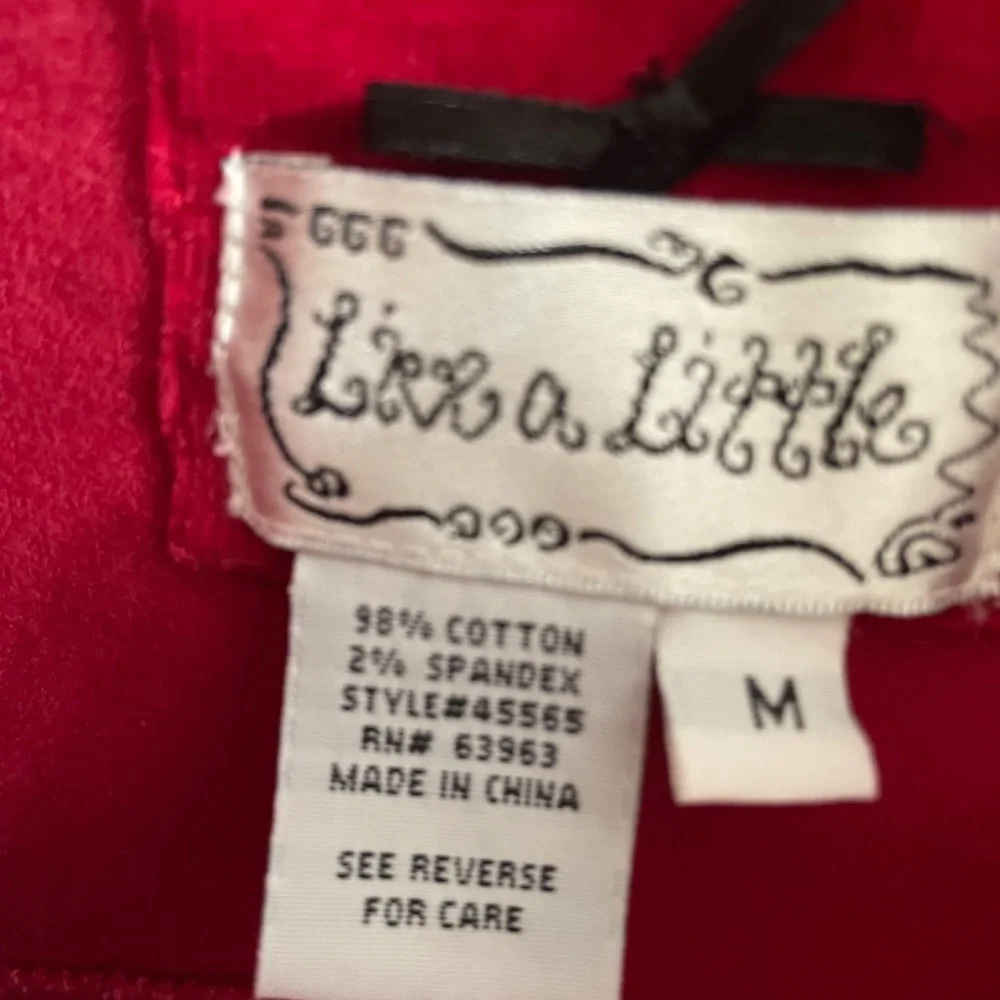 Live a Little
98% COTTON
2% SPANDEX
STYLE#45565
RN# 63963
MADE IN CHINA
SEE REVERSE
FOR CARE
M